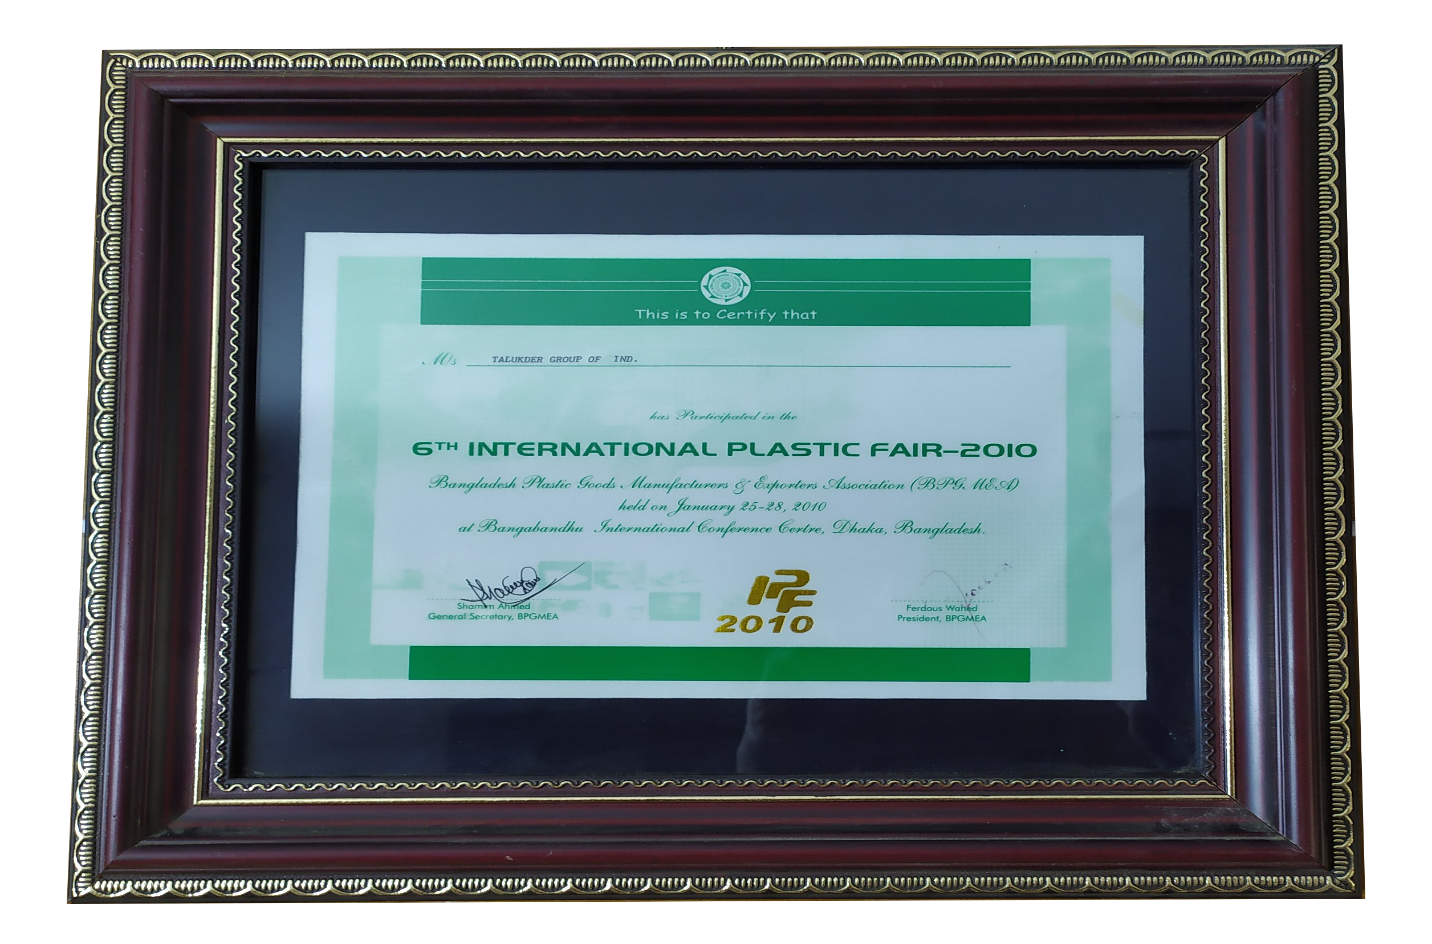 This is to Certify that
M/s TALUKDER GROUP OF IND.
has Participated in the
6TH INTERNATIONAL PLASTIC FAIR-2010
Bangladesh Plastic Goods Manufacturers & Exporters Association (BPGMEA)
held on January 25-28, 2010
at Bangabandhu International Conference Centre, Dhaka, Bangladesh.
Shamim Ahmed
General Secretary, BPGMEA
IPF
2010
Ferdous Wahed
President, BPGMEA